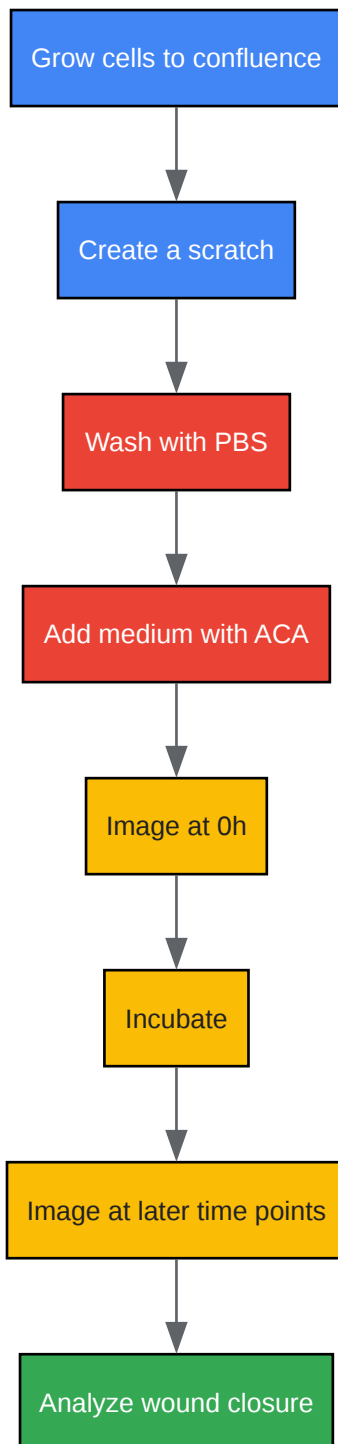 Grow cells to confluence
Create a scratch
Wash with PBS
Add medium with ACA
Image at 0h
Incubate
Image at later time points
Analyze wound closure